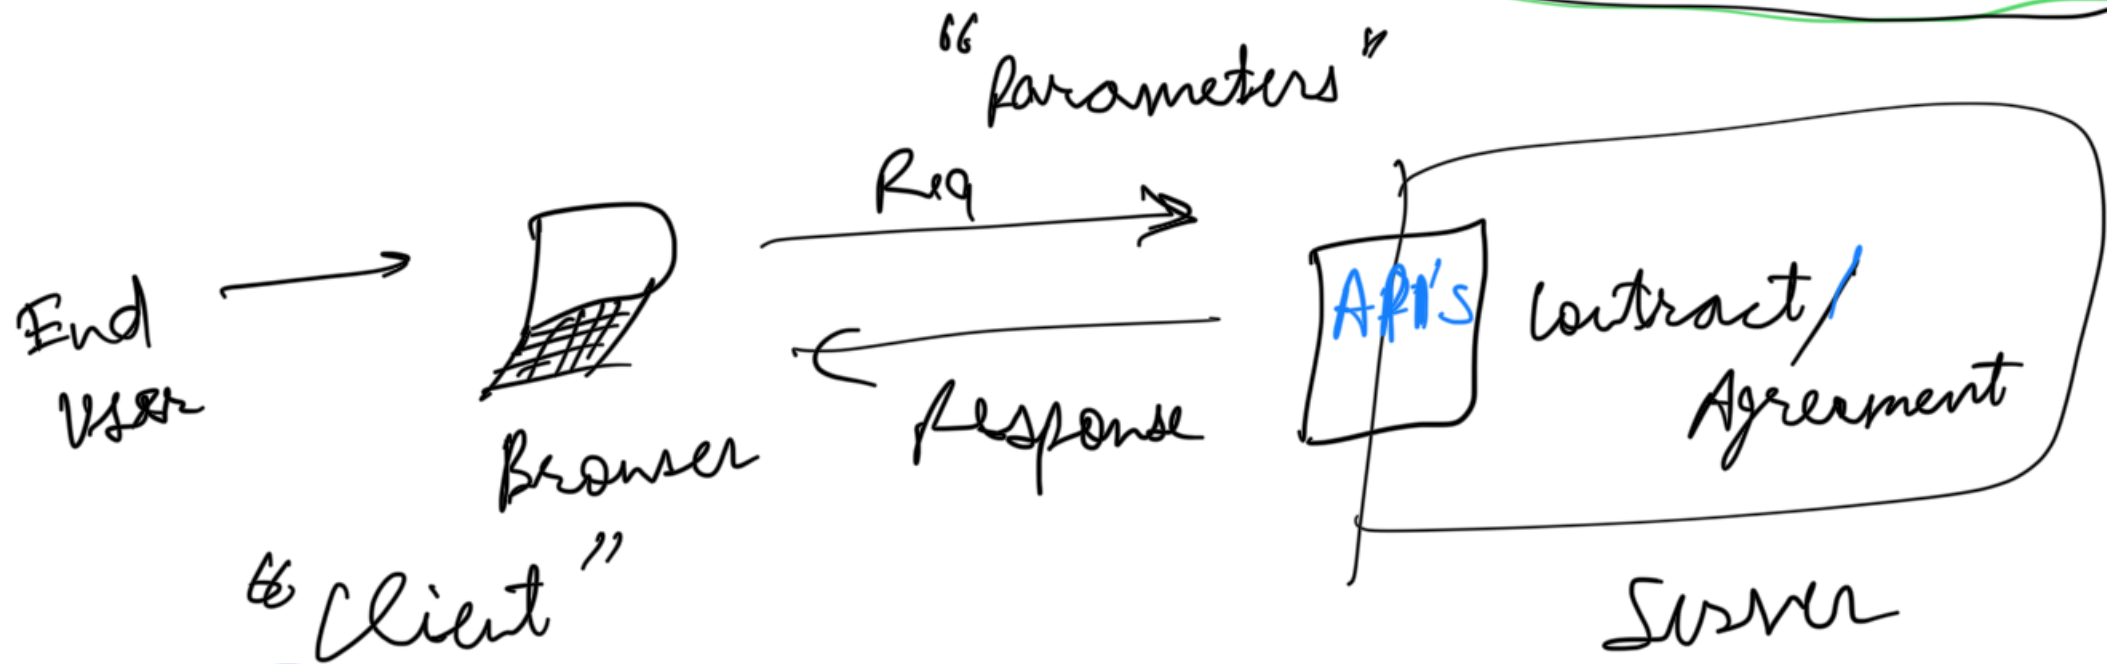 "Parameters"
Req
End
User
Browser
"Client"
Response
API's
Contract/
Agreement
Server